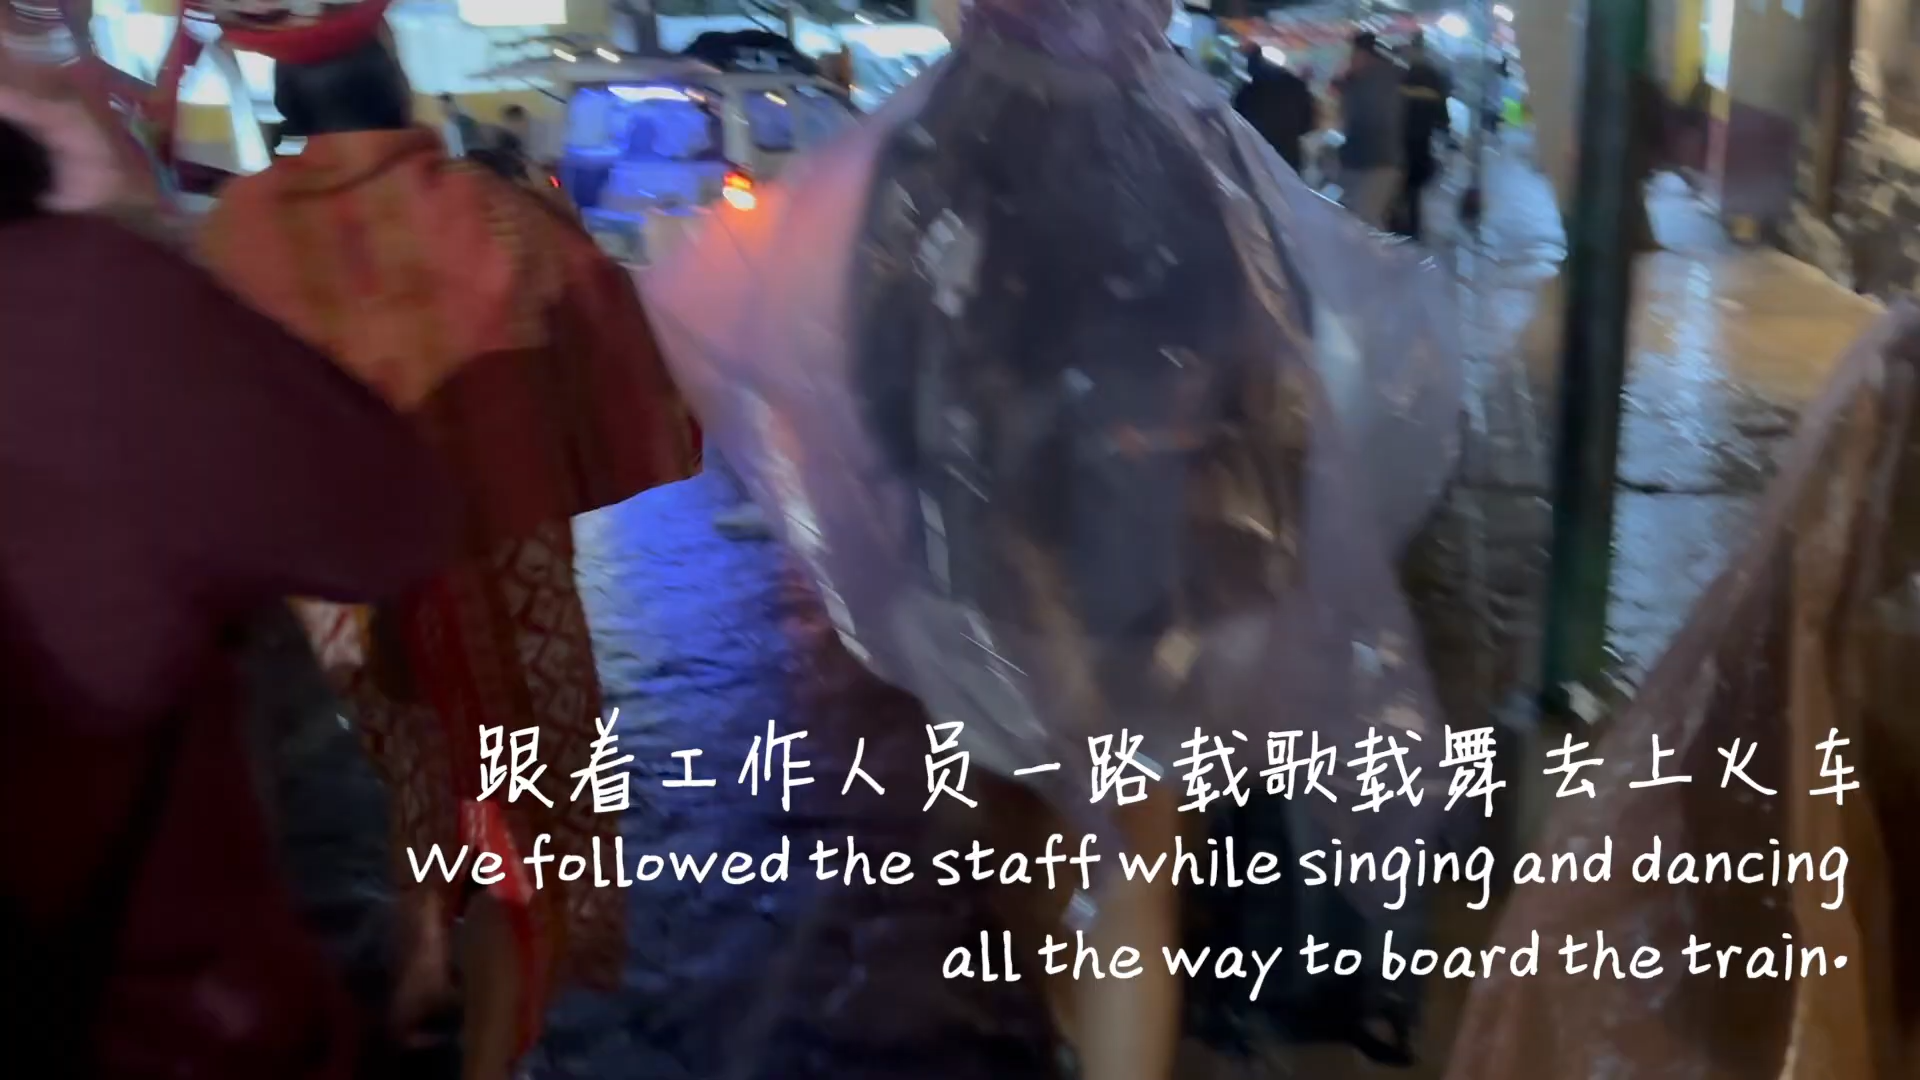 跟着工作人员一路载歌载舞 去上火车
We followed the staff while singing and dancing
all the way to board the train.